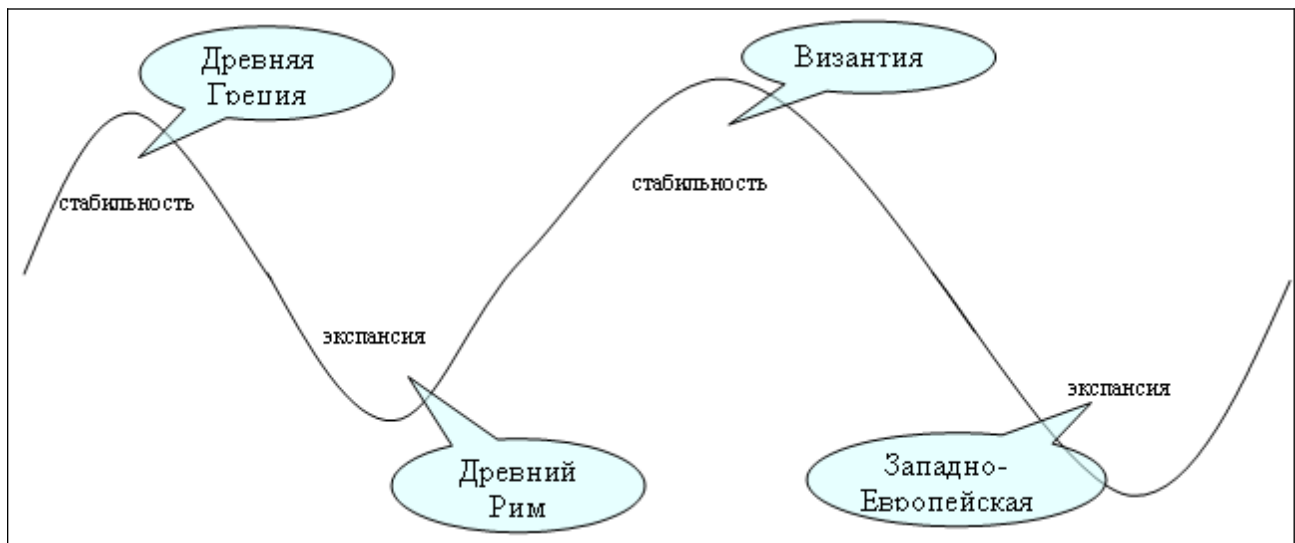 Древняя
Греция
Византия
стабильность
стабильность
экспансия
экспансия
Древний
Рим
Западно-
Европейская